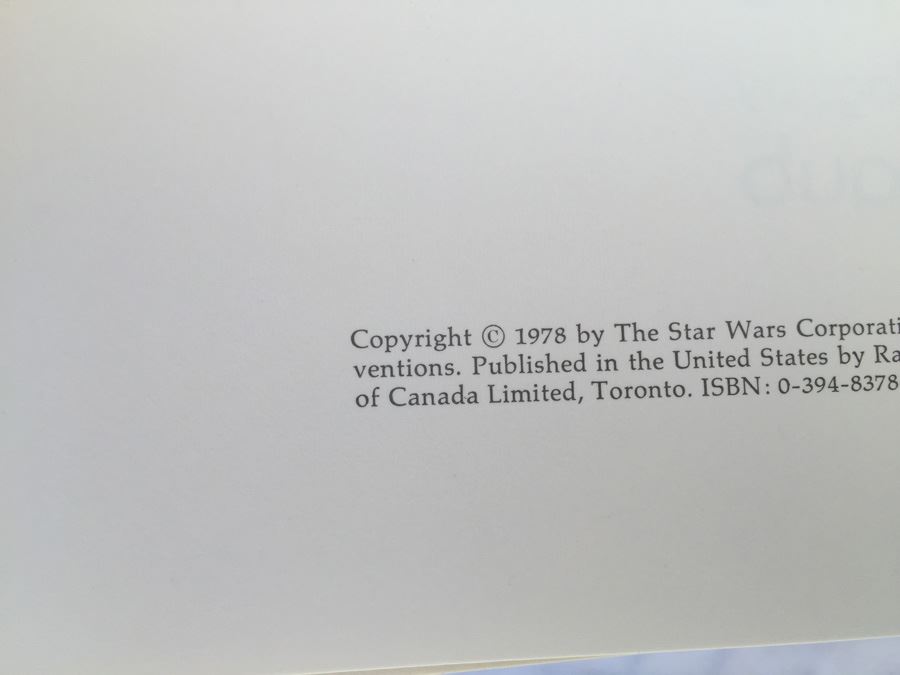 Copyright © 1978 by The Star Wars Corporati
ventions. Published in the United States by Ra
of Canada Limited, Toronto. ISBN: 0-394-8378